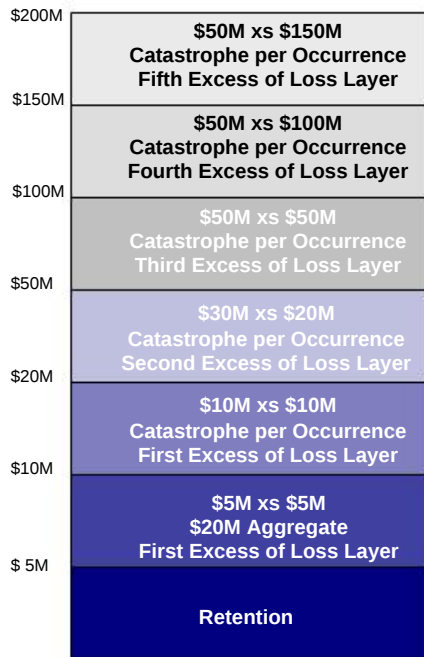 $200M
$50M xs $150M
Catastrophe per Occurrence
Fifth Excess of Loss Layer
$150M
$50M xs $100M
Catastrophe per Occurrence
Fourth Excess of Loss Layer
$100M
$50M xs $50M
Catastrophe per Occurrence
Third Excess of Loss Layer
$50M
$30M xs $20M
Catastrophe per Occurrence
Second Excess of Loss Layer
$20M
$10M xs $10M
Catastrophe per Occurrence
First Excess of Loss Layer
$10M
$5M xs $5M
$20M Aggregate
First Excess of Loss Layer
$ 5M
Retention